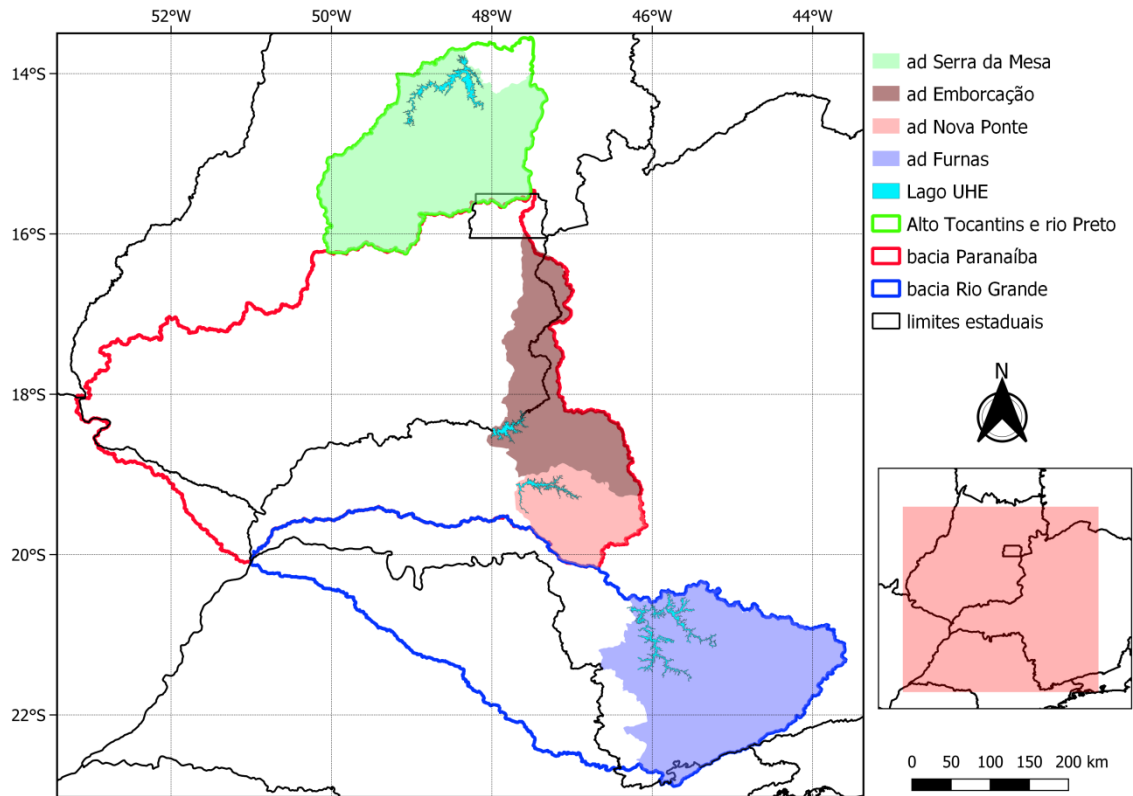 52°W 50°W 48°W 46°W 44°W
14°S
16°S
18°S
20°S
22°S
ad Serra da Mesa
ad Emborcação
ad Nova Ponte
ad Furnas
Lago UHE
Alto Tocantins e rio Preto
bacia Paranaíba
bacia Rio Grande
limites estaduais
N
0 50 100 150 200 km